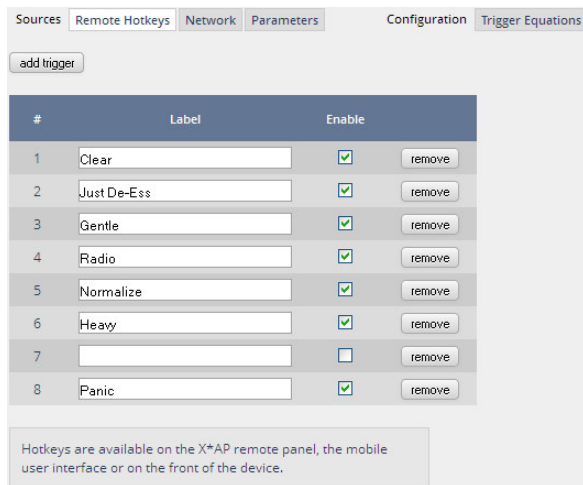 Sources Remote Hotkeys Network Parameters Configuration Trigger Equations
add trigger
# Label Enable
1 Clear remove
2 Just De-Ess remove
3 Gentle remove
4 Radio remove
5 Normalize remove
6 Heavy remove
7 remove
8 Panic remove
Hotkeys are available on the X*AP remote panel, the mobile
user interface or on the front of the device.